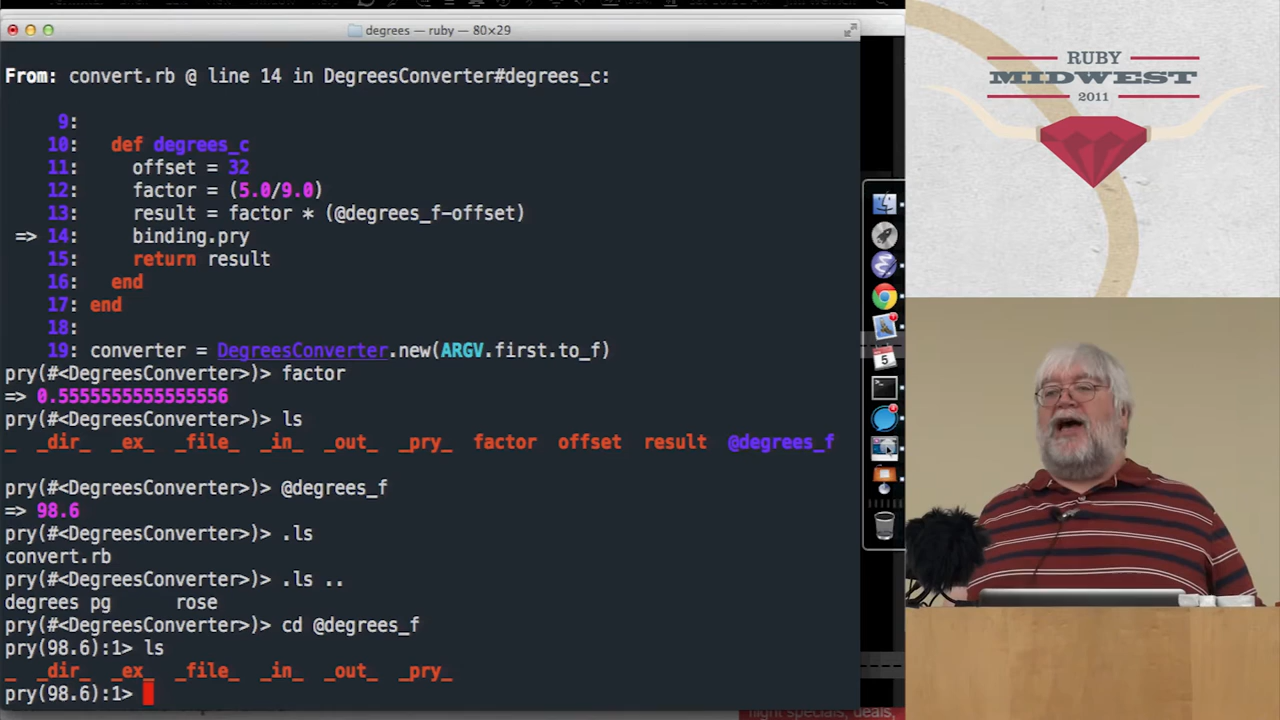 degrees — ruby — 80×29
From: convert.rb @ line 14 in DegreesConverter#degrees_c:
9:
10: def degrees_c
11: offset = 32
12: factor = (5.0/9.0)
13: result = factor * (@degrees_f-offset)
=> 14: binding.pry
15: return result
16: end
17: end
18:
19: converter = DegreesConverter.new(ARGV.first.to_f)
pry(#<DegreesConverter>)> factor
=> 0.5555555555555556
pry(#<DegreesConverter>)> ls
_ _dir_ _ex_ _file_ _in_ _out_ _pry_ factor offset result @degrees_f
pry(#<DegreesConverter>)> @degrees_f
=> 98.6
pry(#<DegreesConverter>)> .ls
convert.rb
pry(#<DegreesConverter>)> .ls ..
degrees pg rose
pry(#<DegreesConverter>)> cd @degrees_f
pry(98.6):1> ls
_ _dir_ _ex_ _file_ _in_ _out_ _pry_
pry(98.6):1>
flight specials, deals,
5
RUBY
MIDWEST
2011